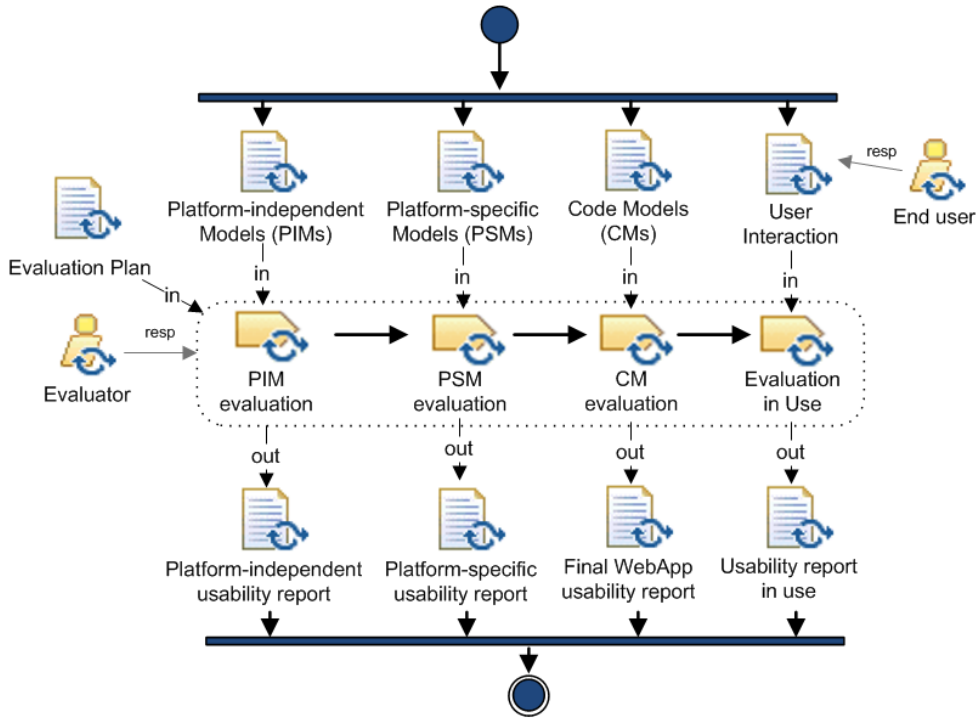 resp
Platform-independent
Models (PIMs)
Platform-specific
Models (PSMs)
Code Models
(CMs)
User
Interaction
End user
Evaluation Plan
in
in
in
in
in
resp
Evaluator
PIM
evaluation
PSM
evaluation
CM
evaluation
Evaluation
in Use
out
out
out
out
Platform-independent
usability report
Platform-specific
usability report
Final WebApp
usability report
Usability report
in use